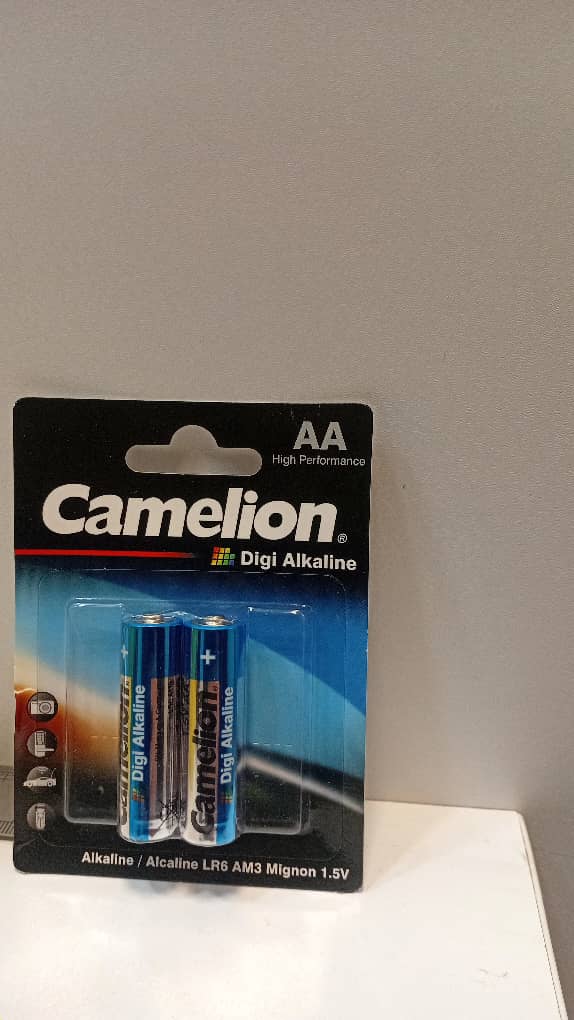 AA
High Performance
Camelion®
Digi Alkaline
+
+
Camelion
Digi Alkaline
Camelion
Digi Alkaline
Alkaline / Alcaline LR6 AM3 Mignon 1.5V